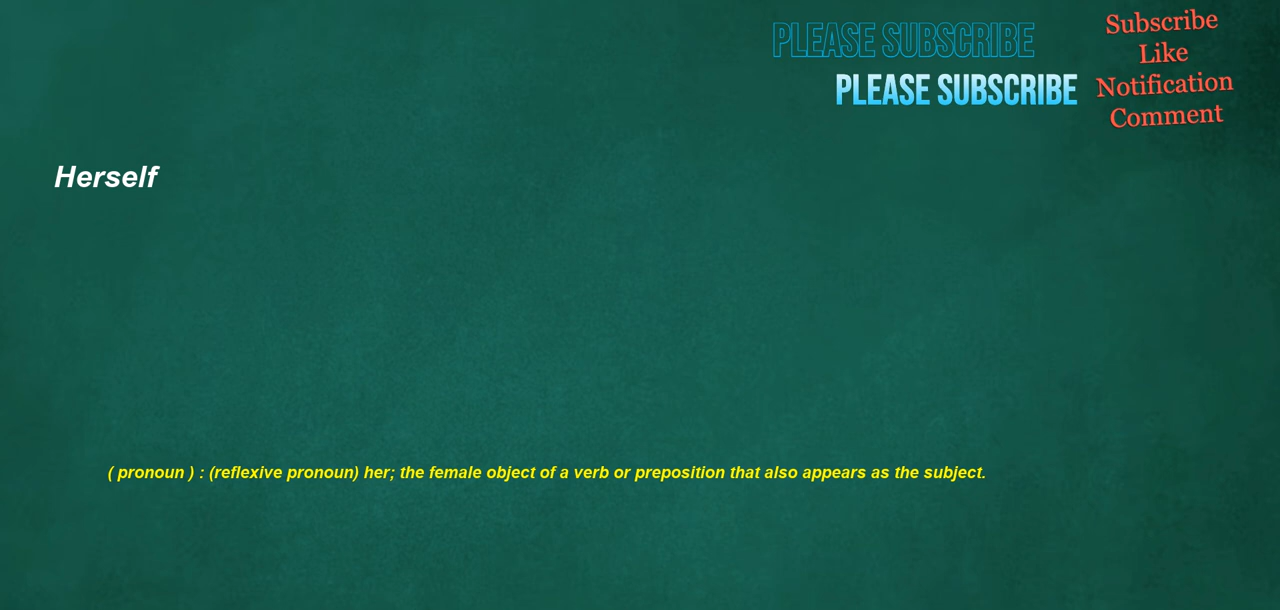 PLEASE SUBSCRIBE
PLEASE SUBSCRIBE
Subscribe
Like
Notification
Comment
Herself
( pronoun ) : (reflexive pronoun) her; the female object of a verb or preposition that also appears as the subject.